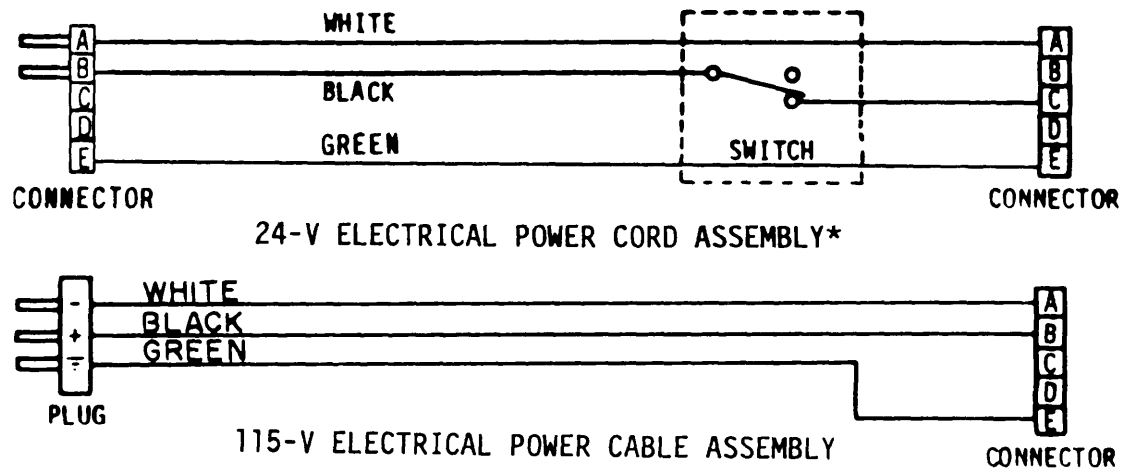 WHITE
A
B
C
D
E
BLACK
GREEN
SWITCH
A
B
C
D
E
CONNECTOR
CONNECTOR
24-V ELECTRICAL POWER CORD ASSEMBLY*
WHITE
BLACK
GREEN
-
+
PLUG
A
B
C
D
E
115-V ELECTRICAL POWER CABLE ASSEMBLY
CONNECTOR